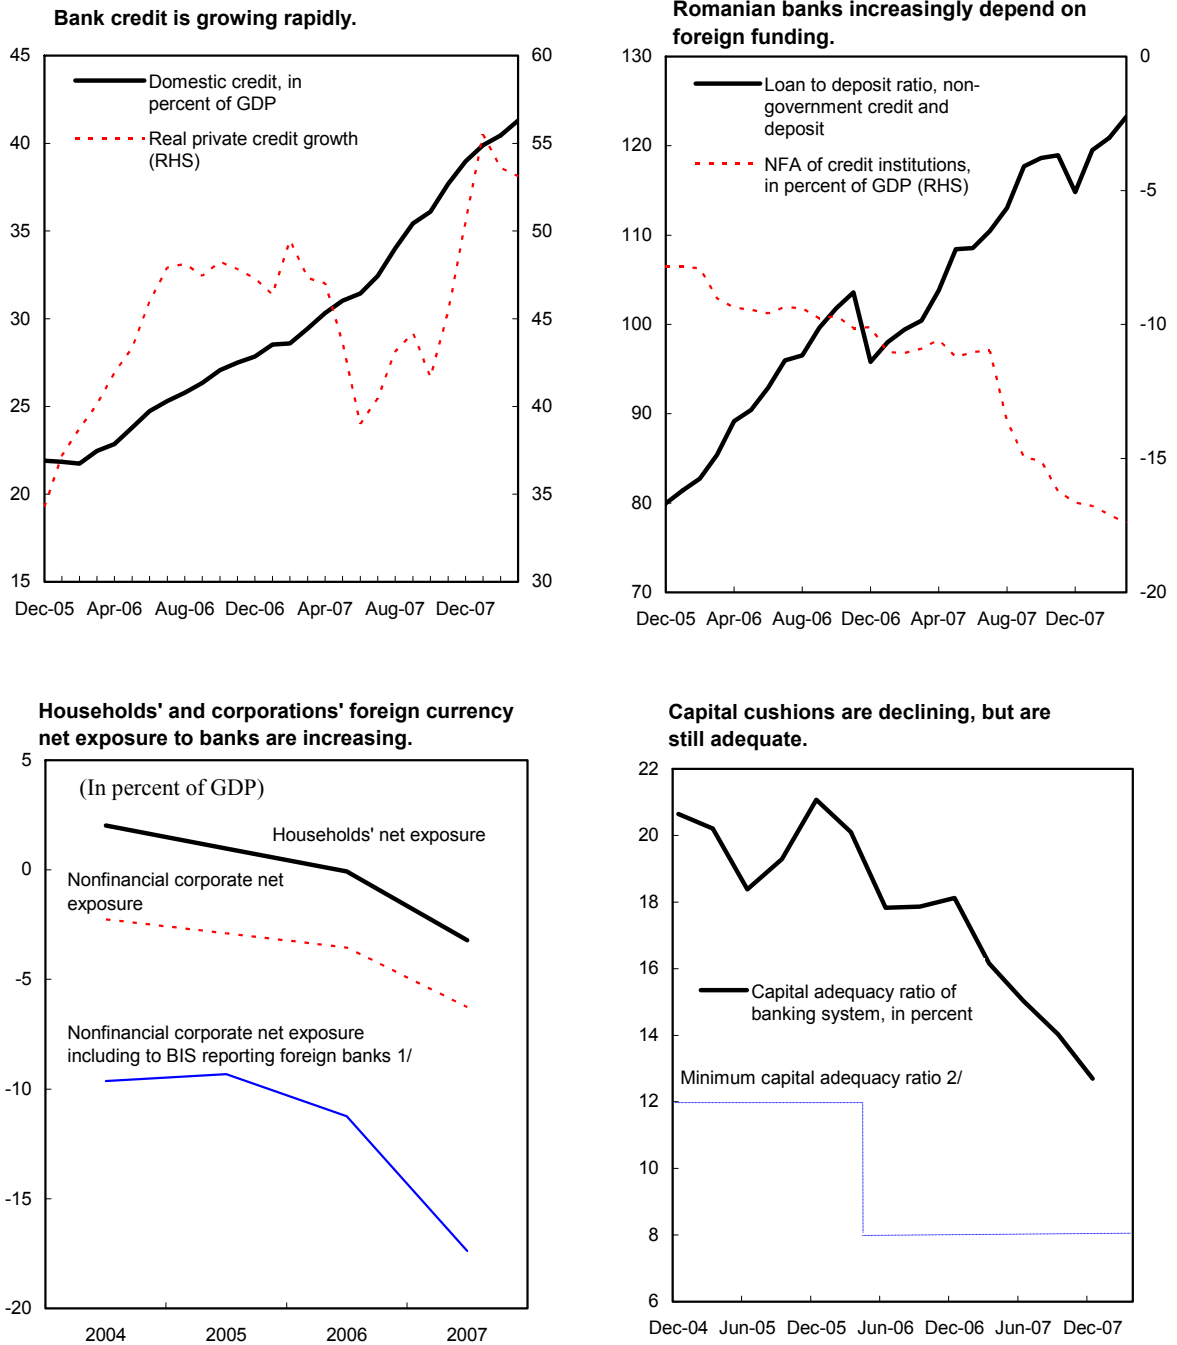 Bank credit is growing rapidly.
45
40
35
30
25
20
15
60
55
50
45
40
35
30
Domestic credit, in
percent of GDP
Real private credit growth
(RHS)
Dec-05 Apr-06 Aug-06 Dec-06 Apr-07 Aug-07 Dec-07
Romanian banks increasingly depend on
foreign funding.
130
120
110
100
90
80
70
0
-5
-10
-15
-20
Loan to deposit ratio, non-
government credit and
deposit
NFA of credit institutions,
in percent of GDP (RHS)
Dec-05 Apr-06 Aug-06 Dec-06 Apr-07 Aug-07 Dec-07
Households' and corporations' foreign currency
net exposure to banks are increasing.
5
0
-5
-10
-15
-20
(In percent of GDP)
Households' net exposure
Nonfinancial corporate net
exposure
Nonfinancial corporate net exposure
including to BIS reporting foreign banks 1/
2004 2005 2006 2007
Capital cushions are declining, but are
still adequate.
22
20
18
16
14
12
10
8
6
Capital adequacy ratio of
banking system, in percent
Minimum capital adequacy ratio 2/
Dec-04 Jun-05 Dec-05 Jun-06 Dec-06 Jun-07 Dec-07